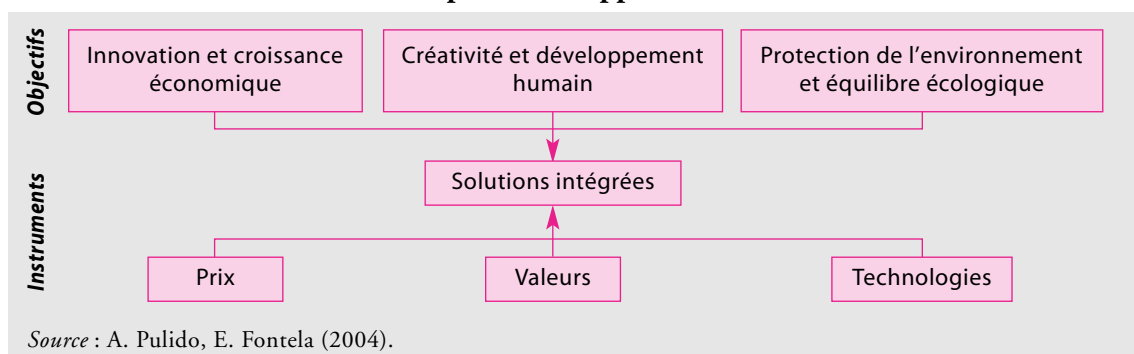 Objectifs
Innovation et croissance
économique
Créativité et développement
humain
Protection de l'environnement
et équilibre écologique
Solutions intégrées
Instruments
Prix
Valeurs
Technologies
Source : A. Pulido, E. Fontela (2004).